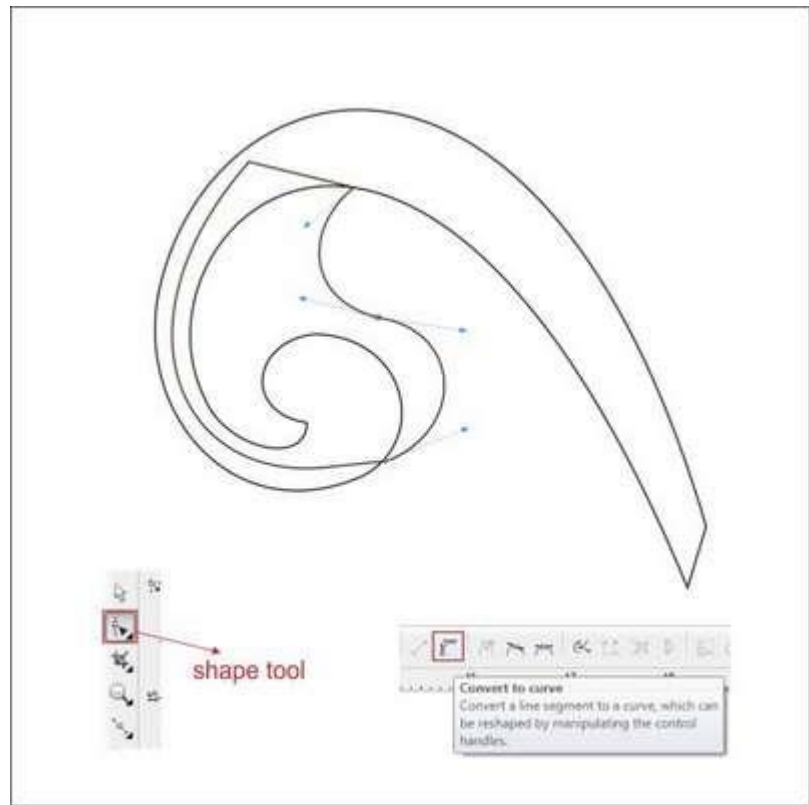 shape tool
Convert to curve
Convert a line segment to a curve, which can
be reshaped by manipulating the control
handles.